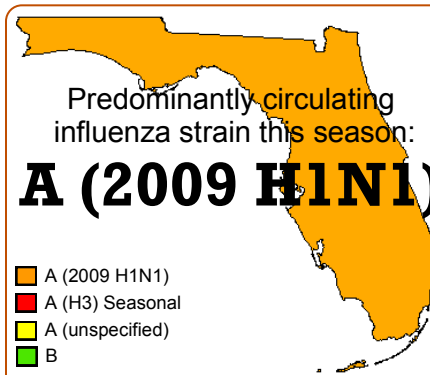 Predominantly circulating
influenza strain this season:
A (2009 H1N1)
A (2009 H1N1)
A (H3) Seasonal
A (unspecified)
B